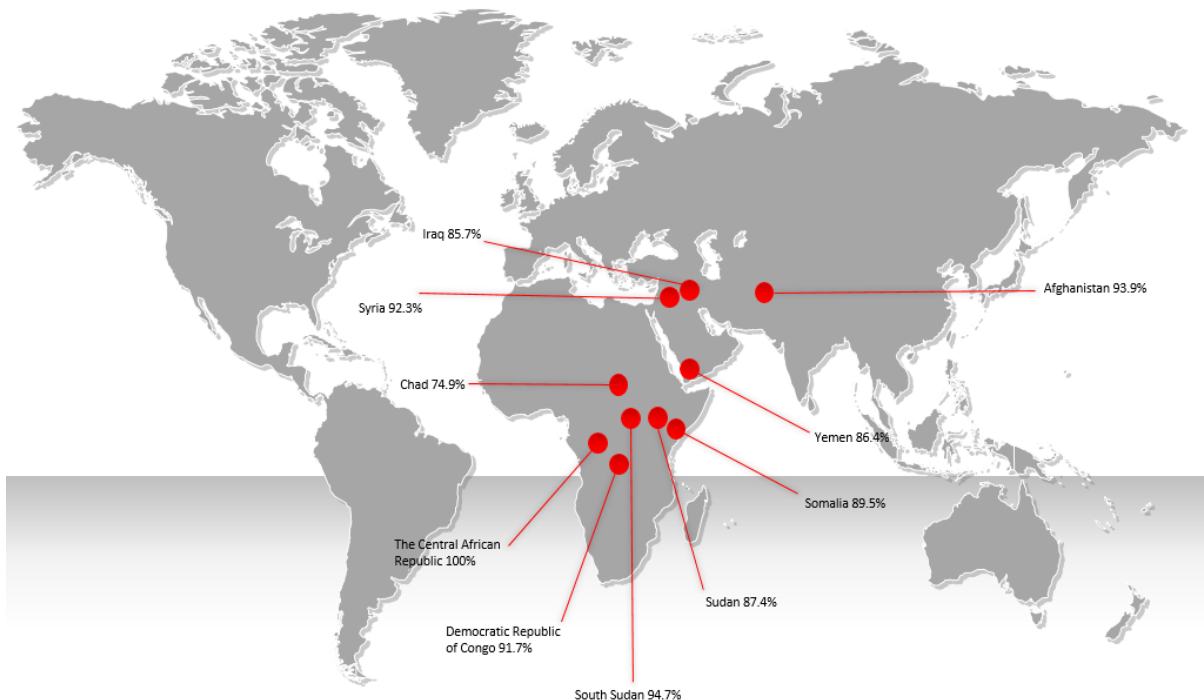 Iraq 85.7%
Afghanistan 93.9%
Syria 92.3%
Chad 74.9%
Yemen 86.4%
Somalia 89.5%
The Central African
Republic 100%
Sudan 87.4%
Democratic Republic
of Congo 91.7%
South Sudan 94.7%